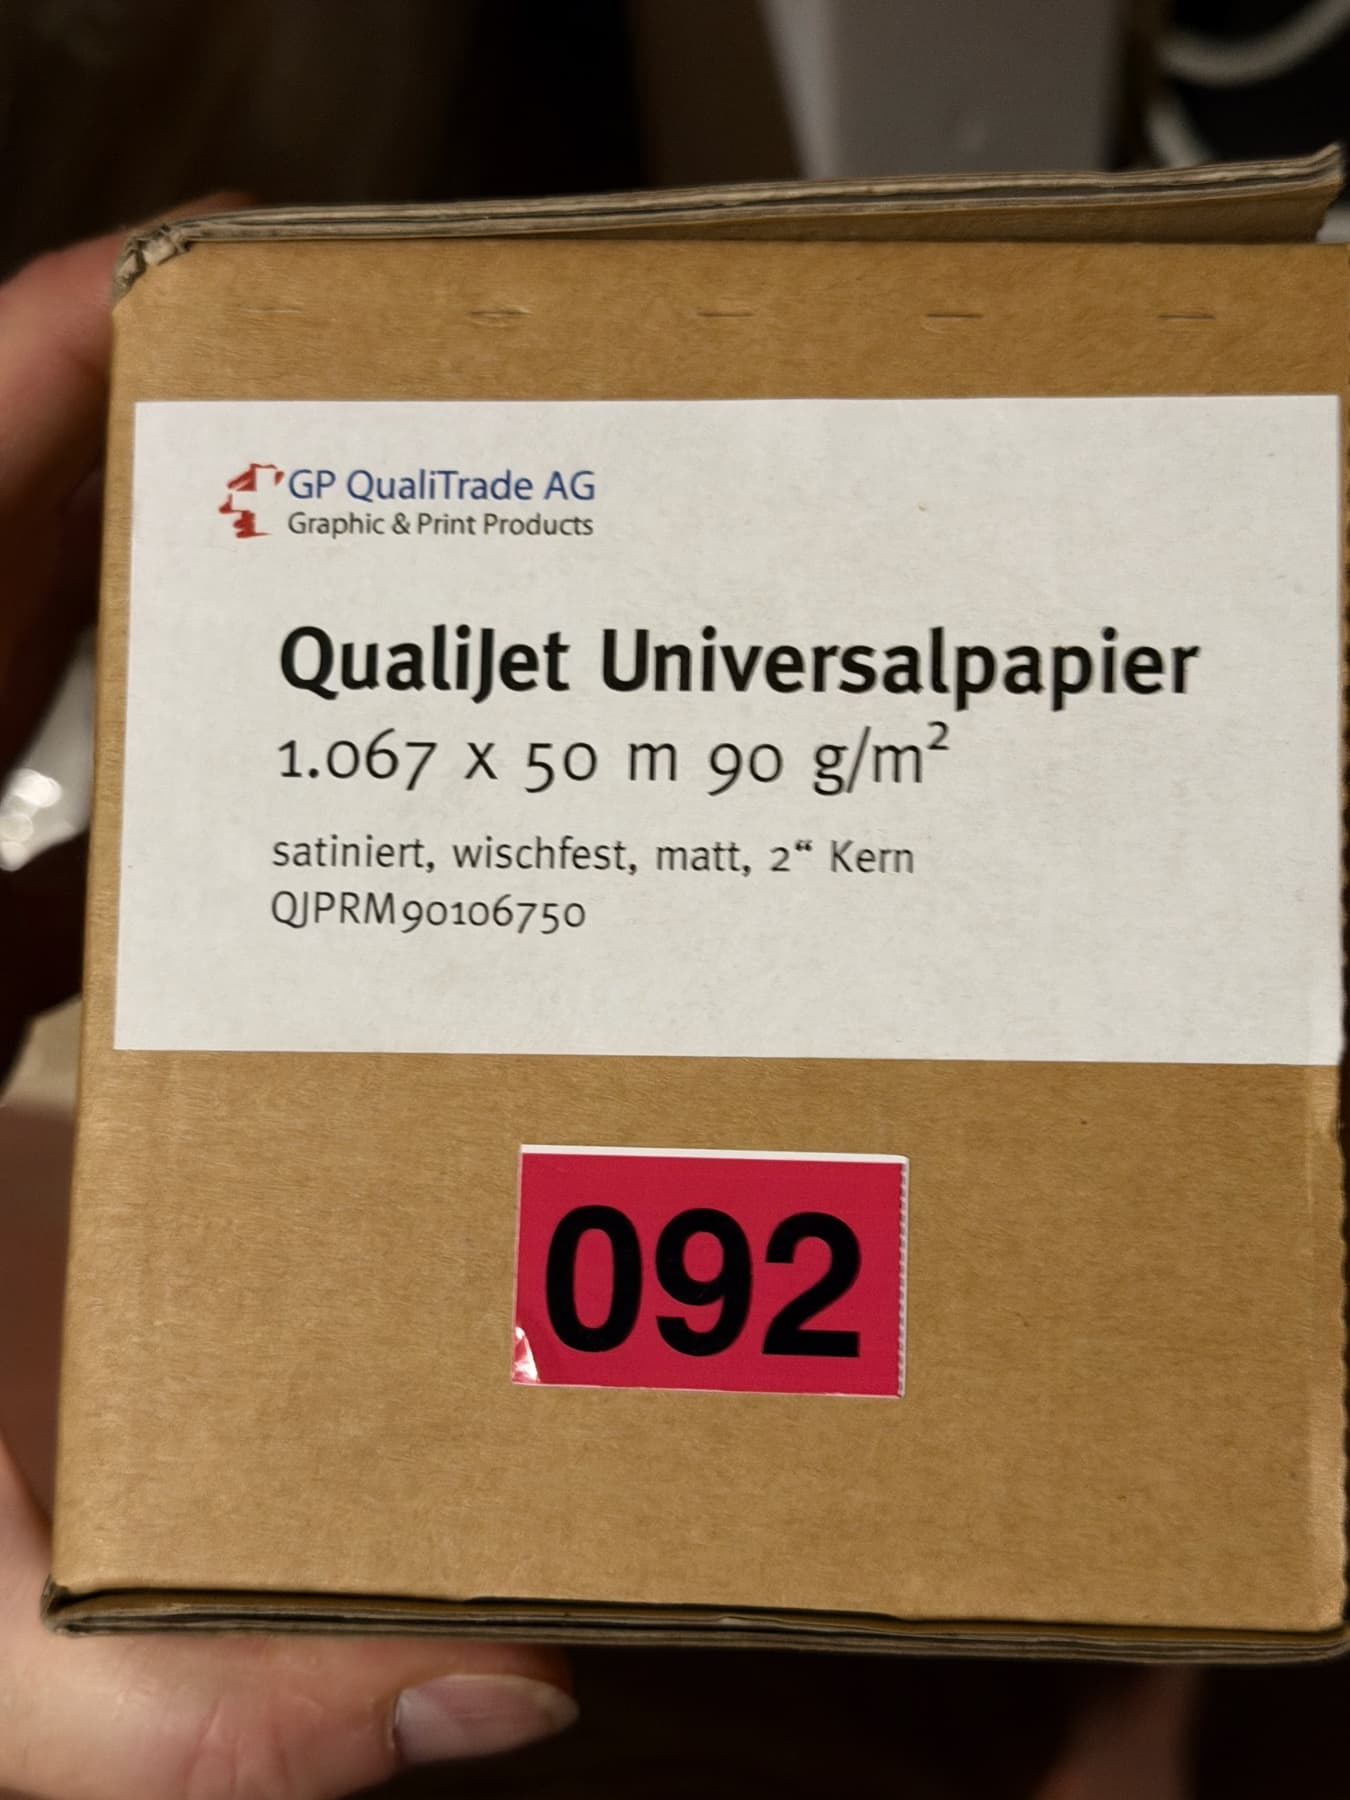 GP QualiTrade AG
Graphic & Print Products
QualiJet Universalpapier
1.067 x 50 m 90 g/m²
satiniert, wischfest, matt, 2“ Kern
QJPRM90106750
092